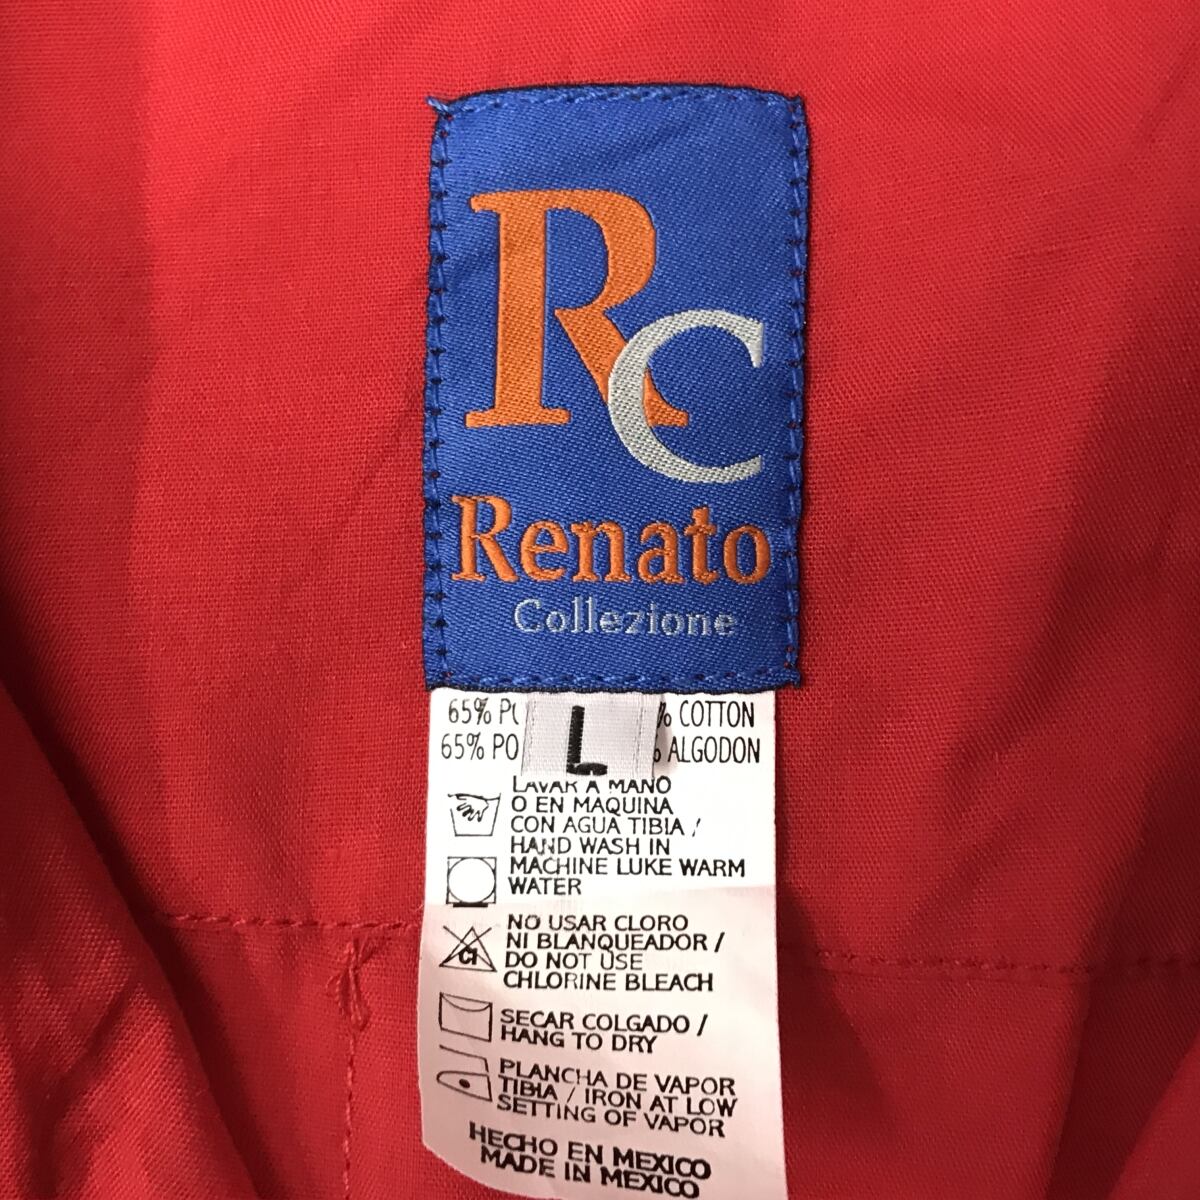 RC
Renato
Collezione
L
65% % COTTON
65% % ALGODON
LAVAR A MANO
O EN MAQUINA
CON AGUA TIBIA /
HAND WASH IN
MACHINE LUKE WARM
WATER
Cl
NO USAR CLORO
NI BLANQUEADOR /
DO NOT USE
CHLORINE BLEACH
SECAR COLGADO /
HANG TO DRY
PLANCHA DE VAPOR
TIBIA / IRON AT LOW
SETTING OF VAPOR
HECHO EN MEXICO
MADE IN MEXICO